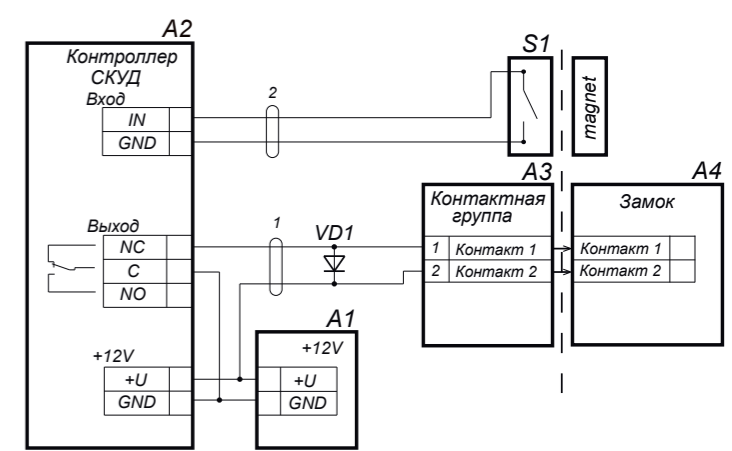 A2
Контроллер
СКУД
Вход
IN
GND
2
S1
magnet
A3
Контактная
группа
1 Контакт 1
2 Контакт 2
A4
Замок
Контакт 1
Контакт 2
Выход
NC
C
NO
1
VD1
A1
+12V
+U
GND
+12V
+U
GND